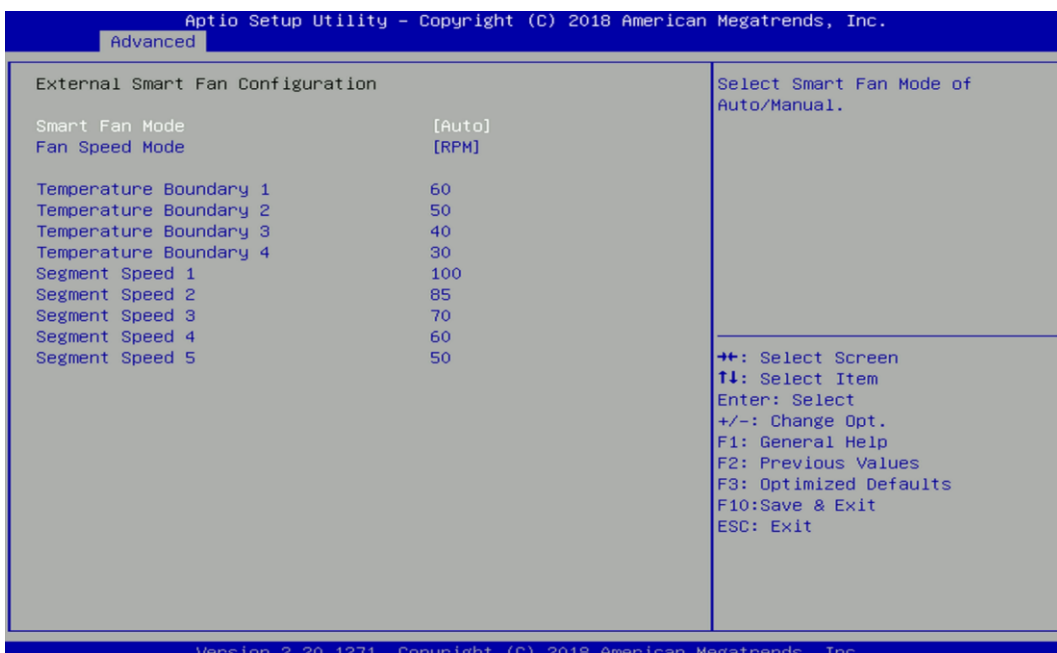 Aptio Setup Utility – Copyright (C) 2018 American Megatrends, Inc.
Advanced
External Smart Fan Configuration
Smart Fan Mode [Auto]
Fan Speed Mode [RPM]
Temperature Boundary 1 60
Temperature Boundary 2 50
Temperature Boundary 3 40
Temperature Boundary 4 30
Segment Speed 1 100
Segment Speed 2 85
Segment Speed 3 70
Segment Speed 4 60
Segment Speed 5 50
Select Smart Fan Mode of
Auto/Manual.
→←: Select Screen
↑↓: Select Item
Enter: Select
+/-: Change Opt.
F1: General Help
F2: Previous Values
F3: Optimized Defaults
F10:Save & Exit
ESC: Exit
Version 2.20.1271. Copyright (C) 2018 American Megatrends, Inc.